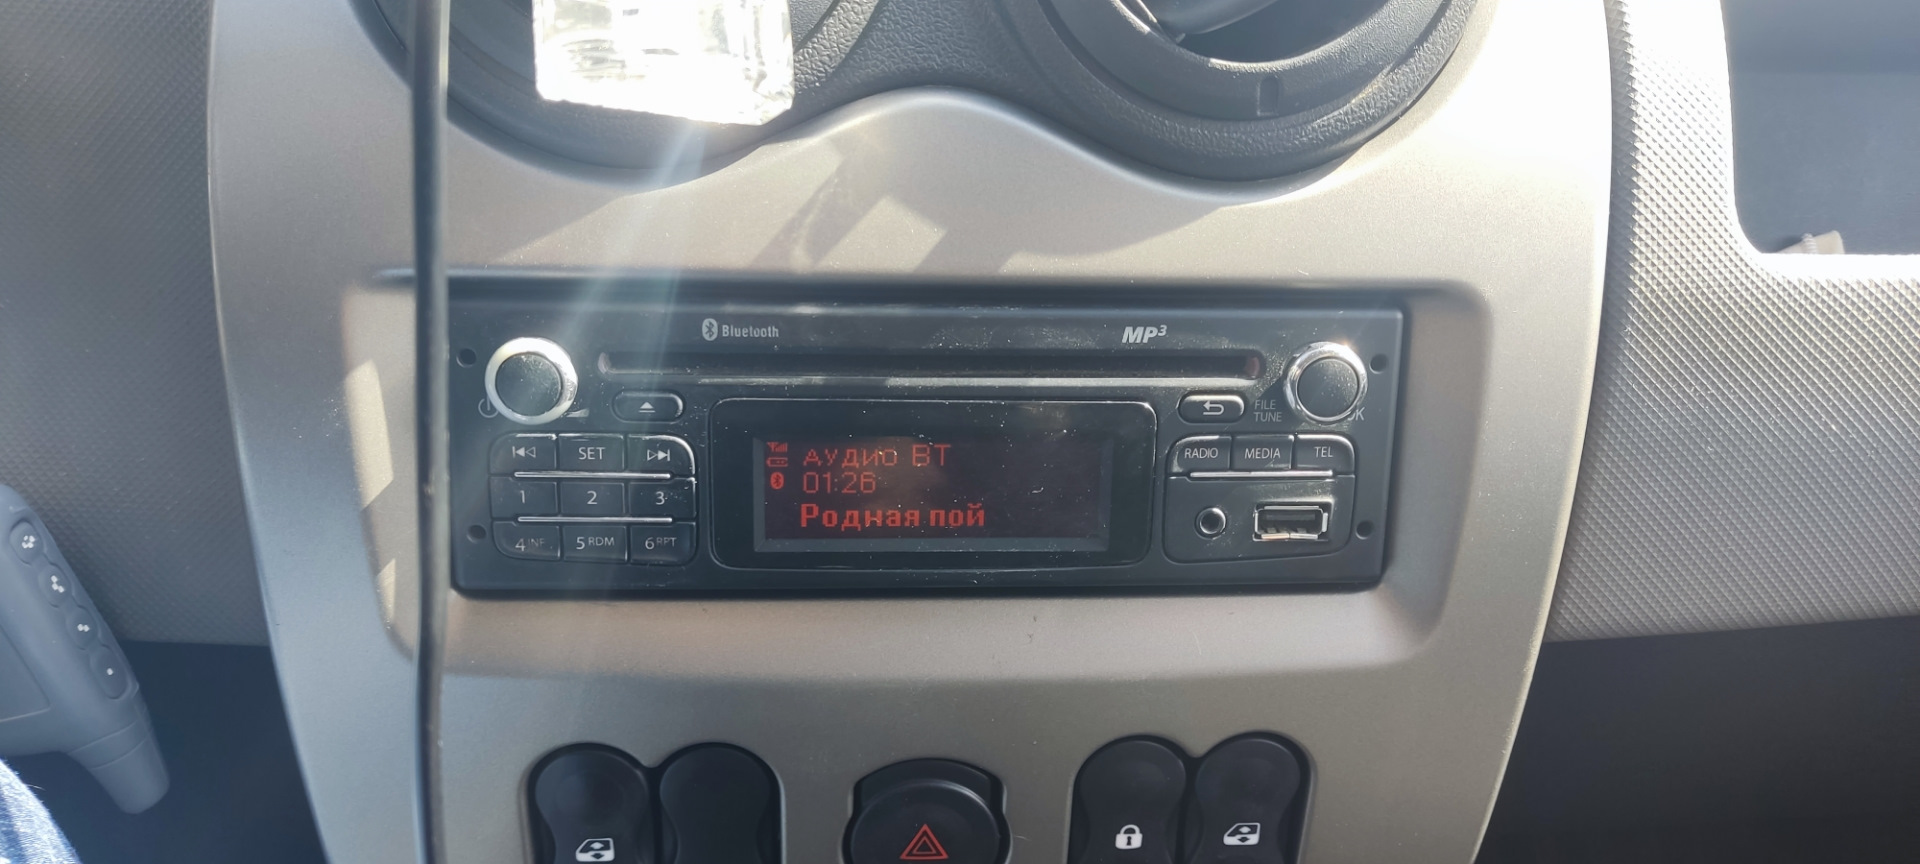 Bluetooth
MP3
FILE
TUNE
OK
SET
1
2
3
4 INF
5 RDM
6 RPT
аудио BT
01:26
Родная пой
RADIO
MEDIA
TEL